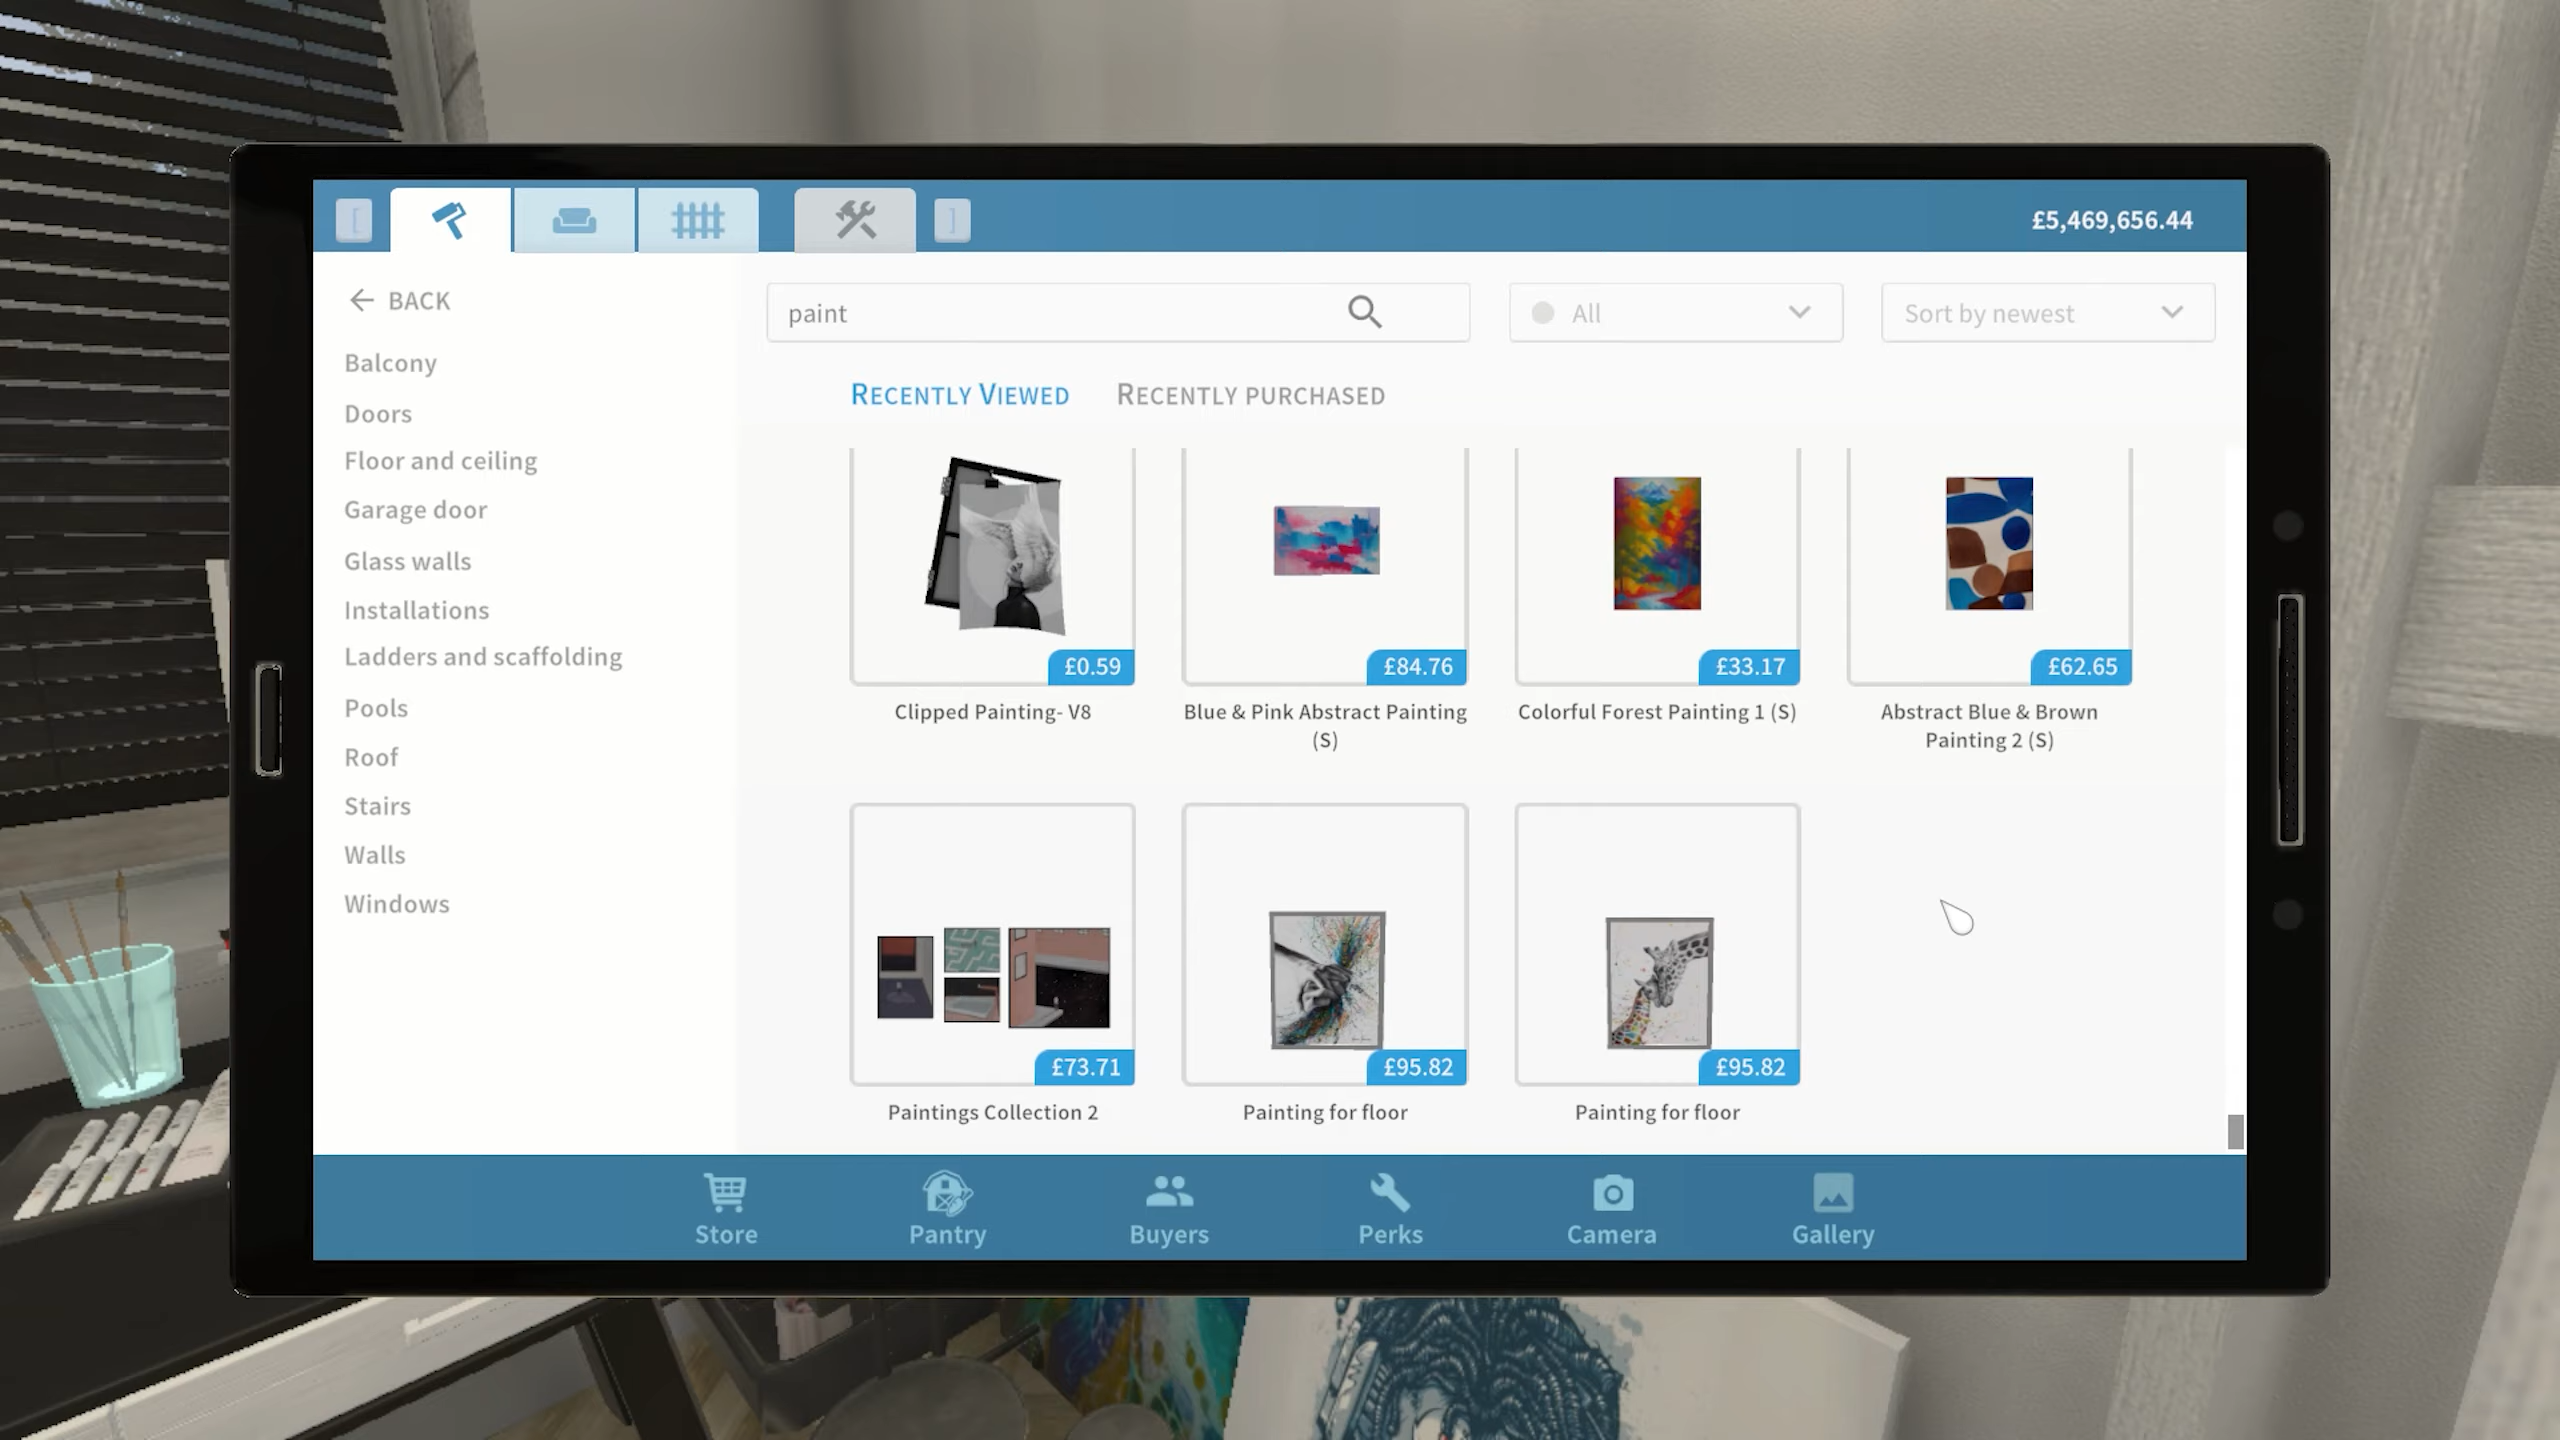 [
]
£5,469,656.44
BACK
paint
All
Sort by newest
RECENTLY VIEWED
RECENTLY PURCHASED
Balcony
Doors
Floor and ceiling
Garage door
Glass walls
Installations
Ladders and scaffolding
Pools
Roof
Stairs
Walls
Windows
£0.59
£84.76
£33.17
£62.65
Clipped Painting- V8
Blue & Pink Abstract Painting
(S)
Colorful Forest Painting 1 (S)
Abstract Blue & Brown
Painting 2 (S)
£73.71
£95.82
£95.82
Paintings Collection 2
Painting for floor
Painting for floor
Store
Pantry
Buyers
Perks
Camera
Gallery